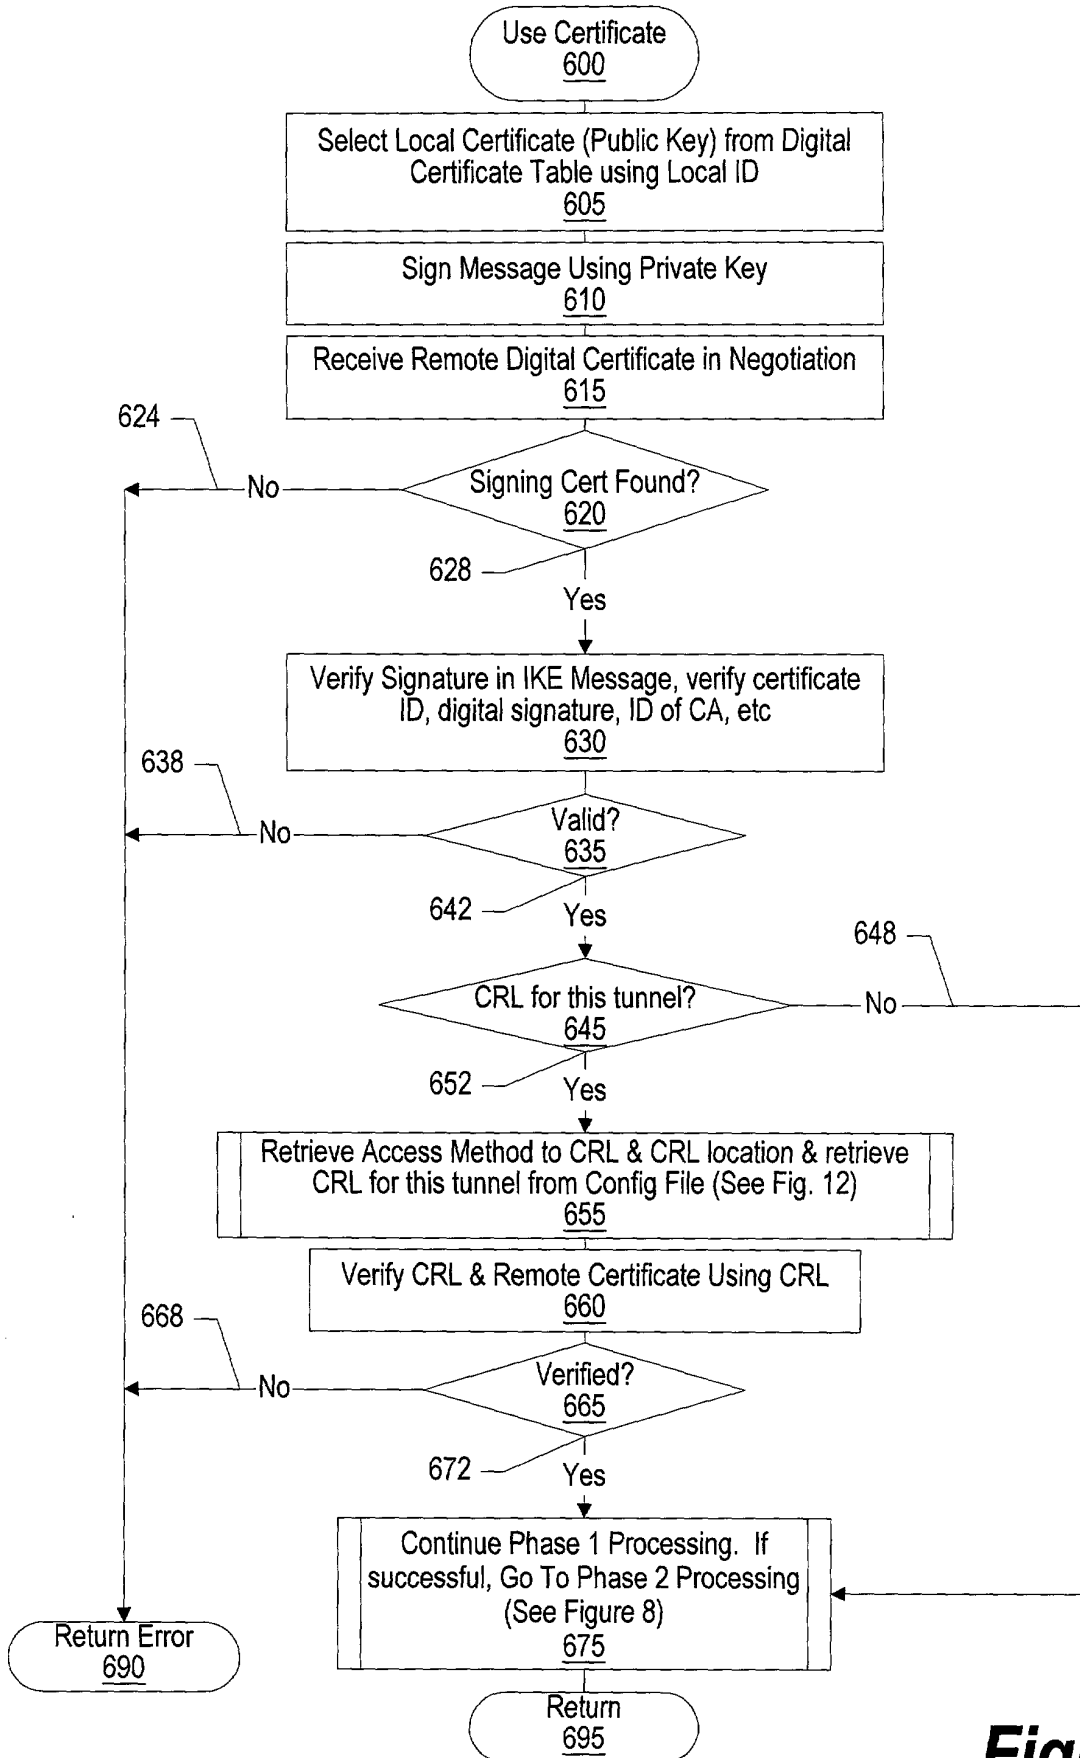 Use Certificate
600
Select Local Certificate (Public Key) from Digital
Certificate Table using Local ID
605
Sign Message Using Private Key
610
Receive Remote Digital Certificate in Negotiation
615
624
No
Signing Cert Found?
620
628
Yes
Verify Signature in IKE Message, verify certificate
ID, digital signature, ID of CA, etc
630
638
No
Valid?
635
642
Yes
648
CRL for this tunnel?
645
No
652
Yes
Retrieve Access Method to CRL & CRL location & retrieve
CRL for this tunnel from Config File (See Fig. 12)
655
Verify CRL & Remote Certificate Using CRL
660
668
No
Verified?
665
672
Yes
Continue Phase 1 Processing. If
successful, Go To Phase 2 Processing
(See Figure 8)
675
Return Error
690
Return
695